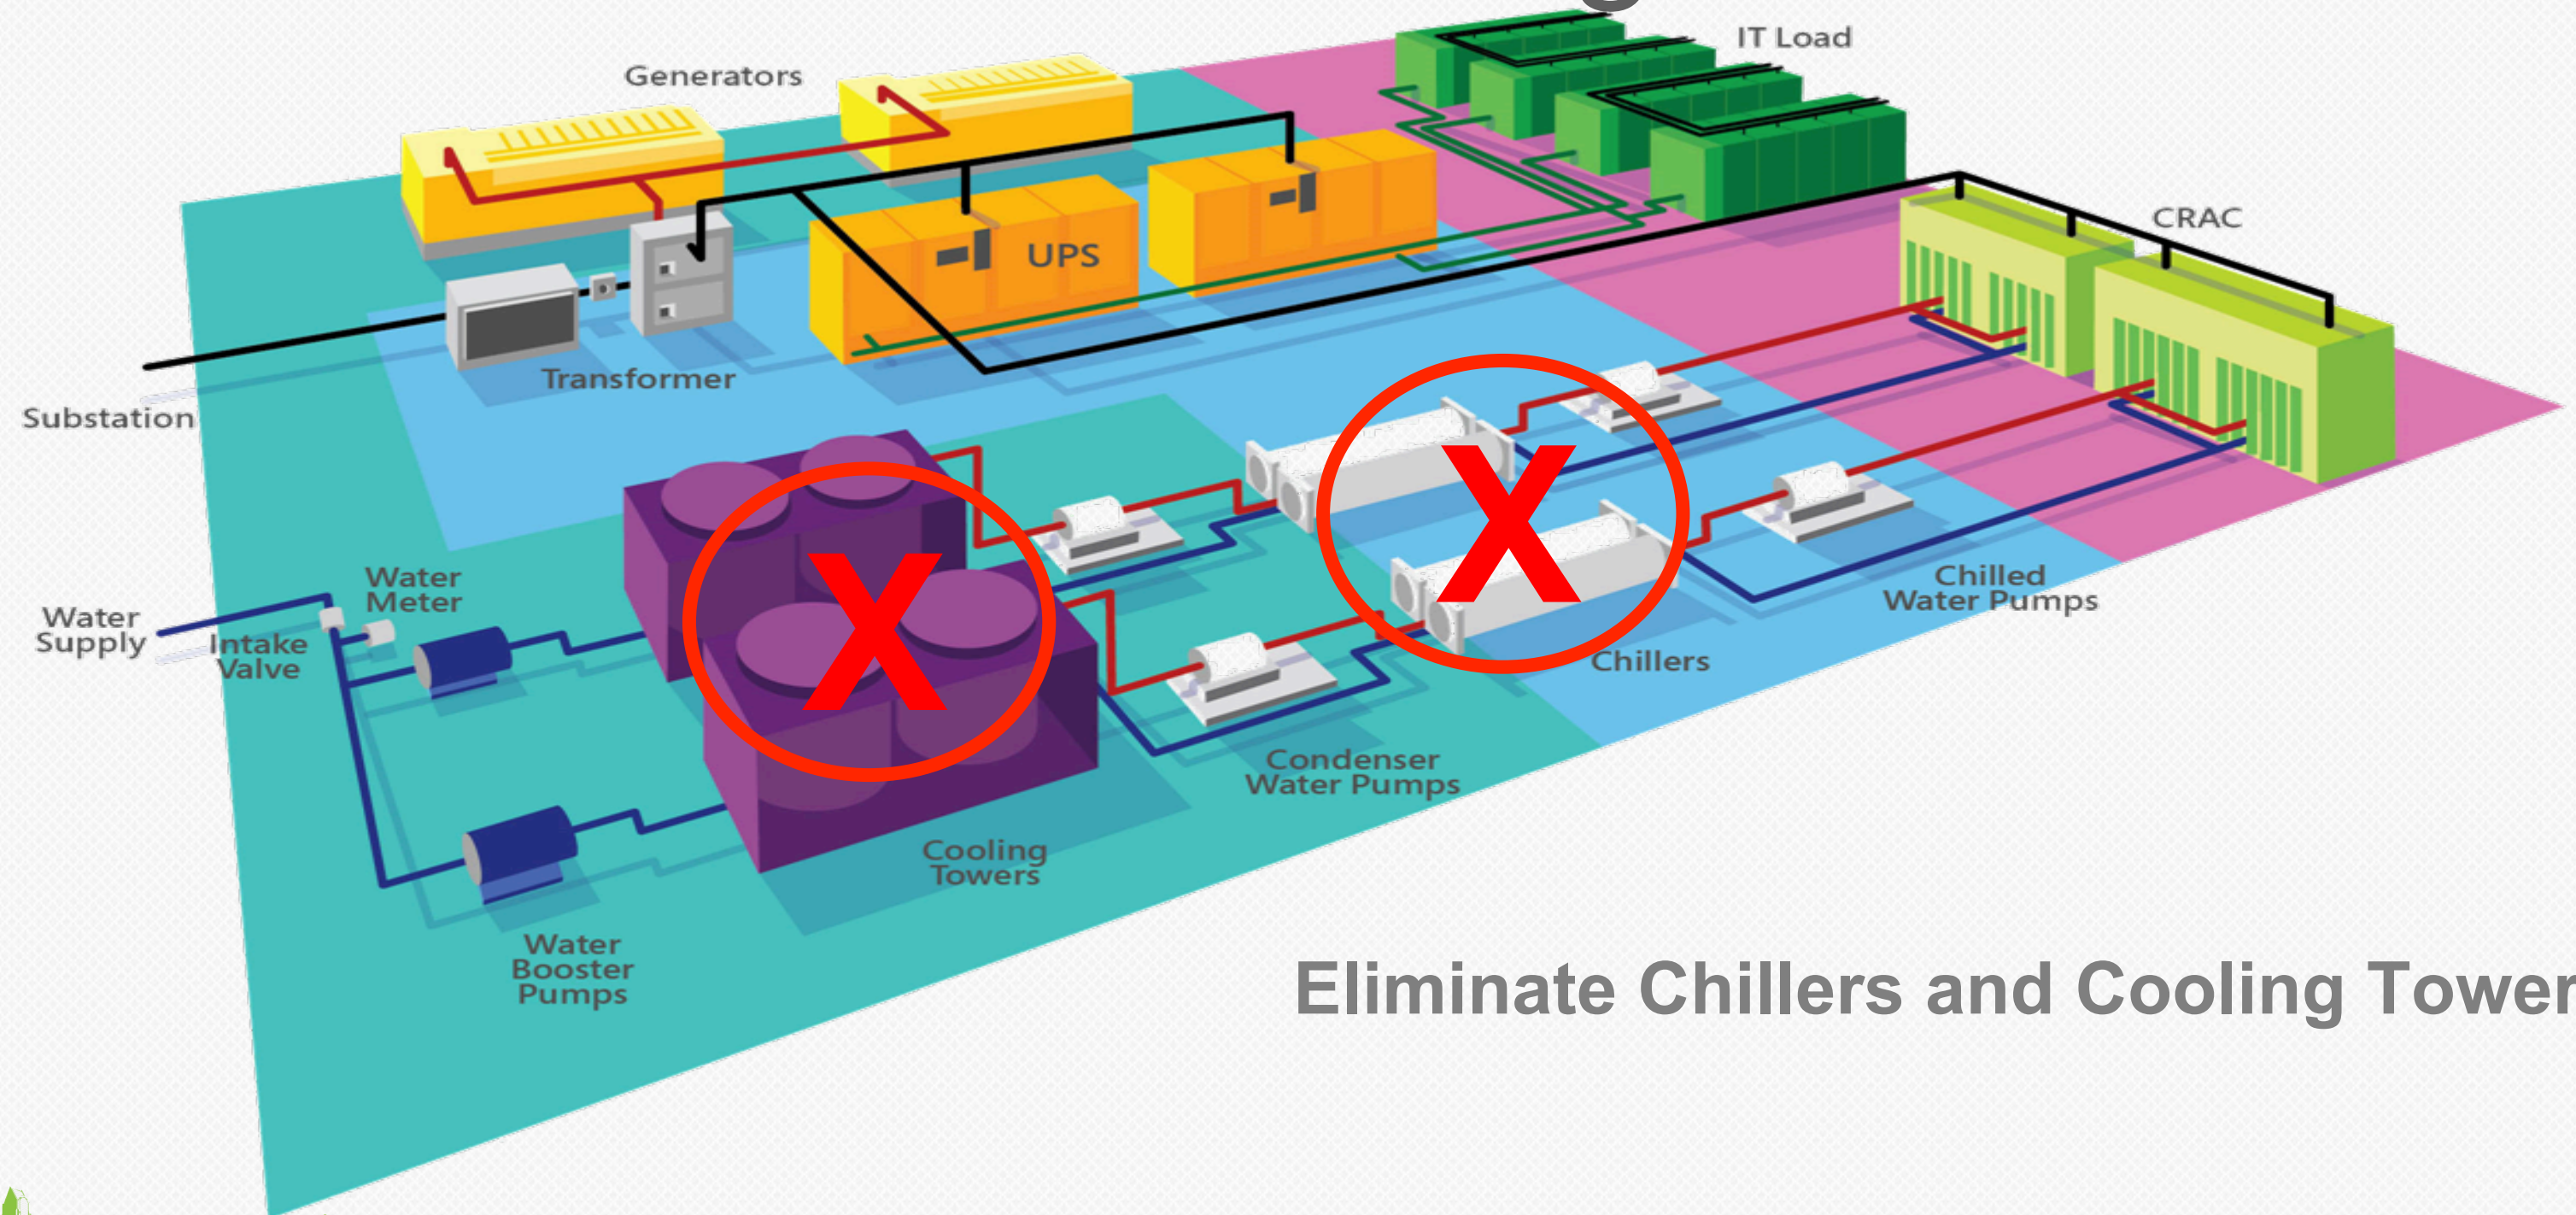 IT Load
Generators
CRAC
UPS
Transformer
Substation
X
X
Water
Meter
Water
Supply
Intake
Valve
Chilled
Water Pumps
Chillers
Condenser
Water Pumps
Cooling
Towers
Water
Booster
Pumps
Eliminate Chillers and Cooling Tower